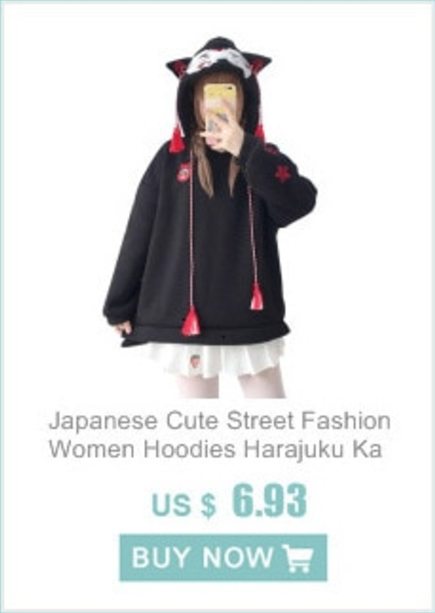 Japanese Cute Street Fashion
Women Hoodies Harajuku Ka
US $ 6.93
BUY NOW